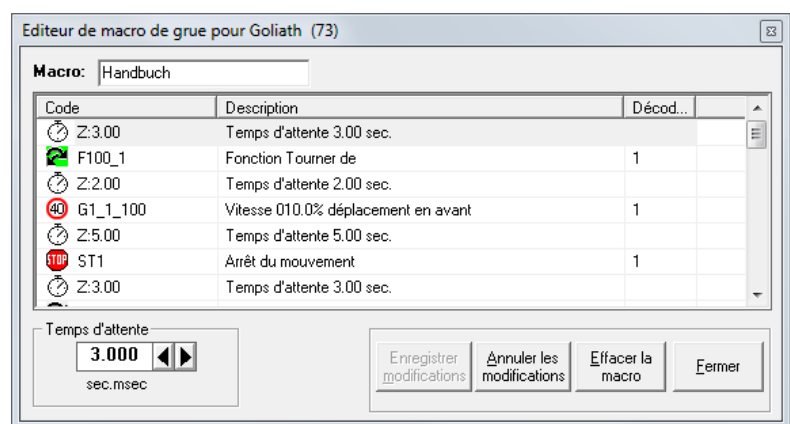 Editeur de macro de grue pour Goliath (73)
Macro: Handbuch
Code Description Décod...
Z:3.00 Temps d'attente 3.00 sec.
F100_1 Fonction Tourner de 1
Z:2.00 Temps d'attente 2.00 sec.
40 G1_1_100 Vitesse 010.0% déplacement en avant 1
Z:5.00 Temps d'attente 5.00 sec.
STOP ST1 Arrêt du mouvement 1
Z:3.00 Temps d'attente 3.00 sec.
Temps d'attente
3.000
sec.msec
Enregistrer
modifications
Annuler les
modifications
Effacer la
macro
Fermer